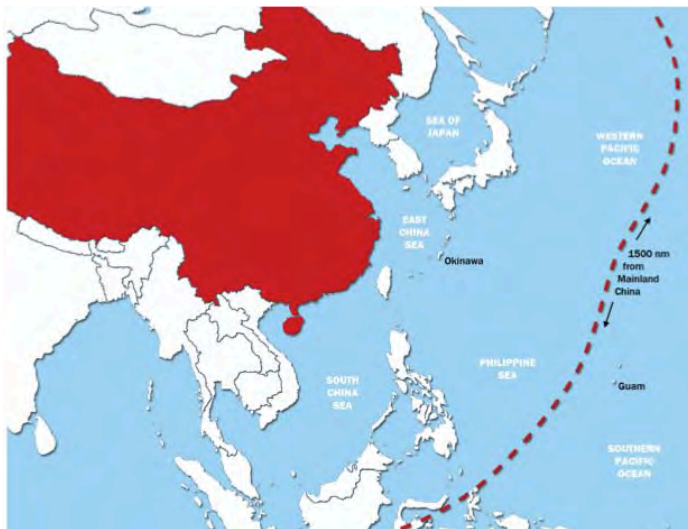 SEA OF
JAPAN
WESTERN
PACIFIC
OCEAN
EAST
CHINA
SEA
Okinawa
1500 nm
from
Mainland
China
PHILIPPINE
SEA
SOUTH
CHINA
SEA
Guam
SOUTHERN
PACIFIC
OCEAN